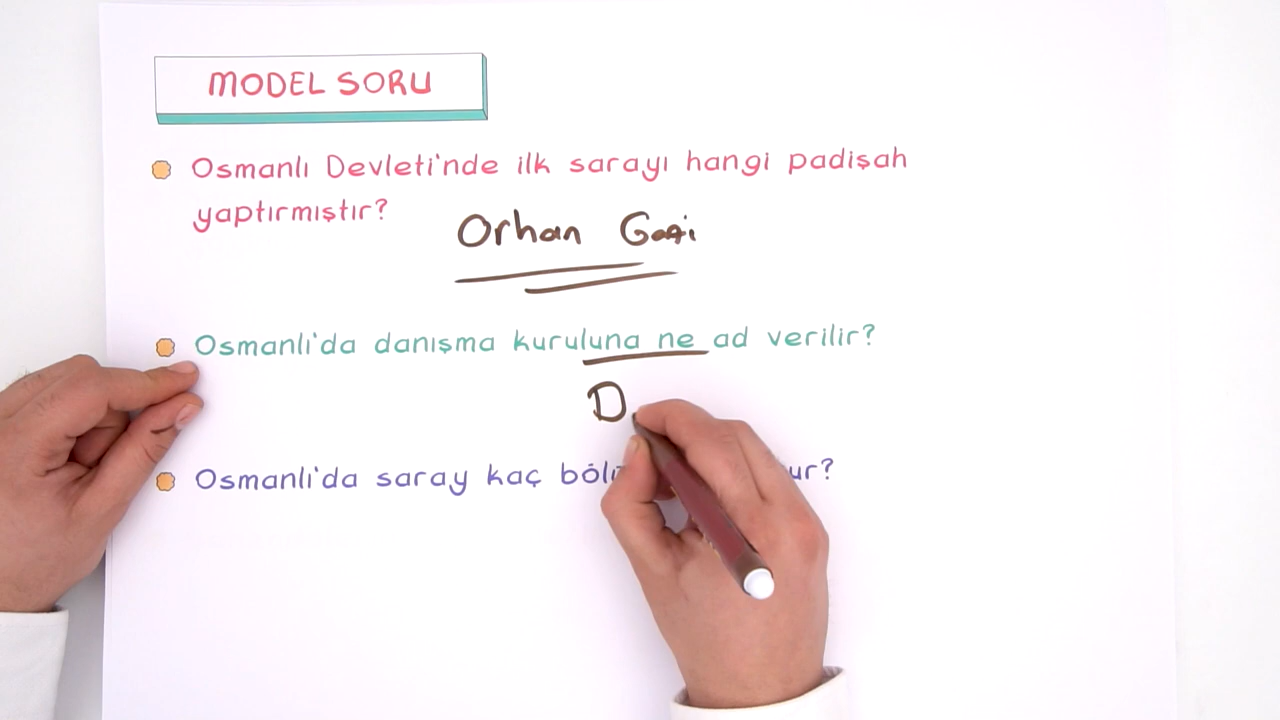 MODEL SORU
Osmanlı Devleti'nde ilk sarayı hangi padişah
yaptırmıştır?
Orhan Gazi
Osmanlı'da danışma kuruluna ne ad verilir?
D
Osmanlı'da saray kaç